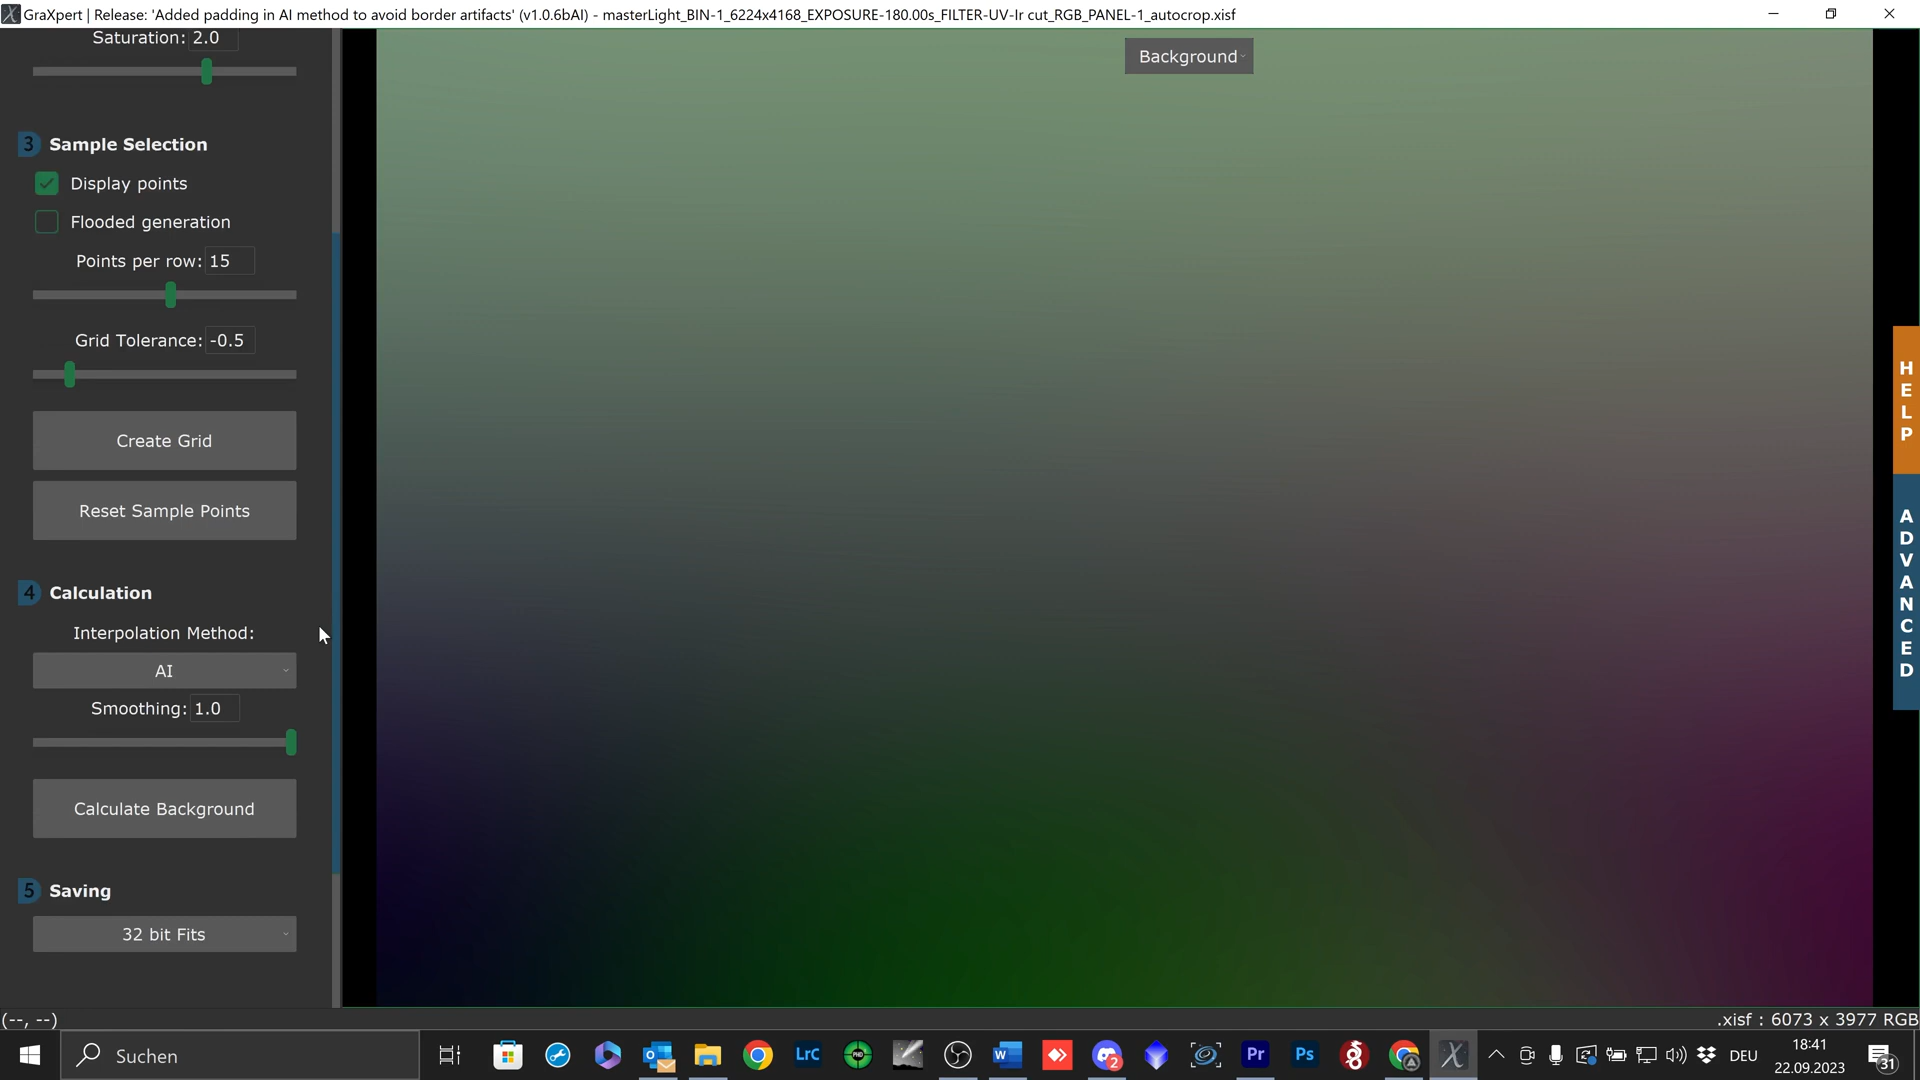 GraXpert | Release: 'Added padding in AI method to avoid border artifacts' (v1.0.6bAI) - masterLight_BIN-1_6224x4168_EXPOSURE-180.00s_FILTER-UV-Ir cut_RGB_PANEL-1_autocrop.xisf
Saturation: 2.0
Background
3 Sample Selection
Display points
Flooded generation
Points per row: 15
Grid Tolerance: -0.5
Create Grid
Reset Sample Points
4 Calculation
Interpolation Method:
AI
Smoothing: 1.0
Calculate Background
5 Saving
32 bit Fits
HELP
ADVANCED
(--, --)
.xisf : 6073 x 3977 RGB
Suchen
LrC
PHD
W
2
Pr
Ps
DEU
18:41
22.09.2023
31